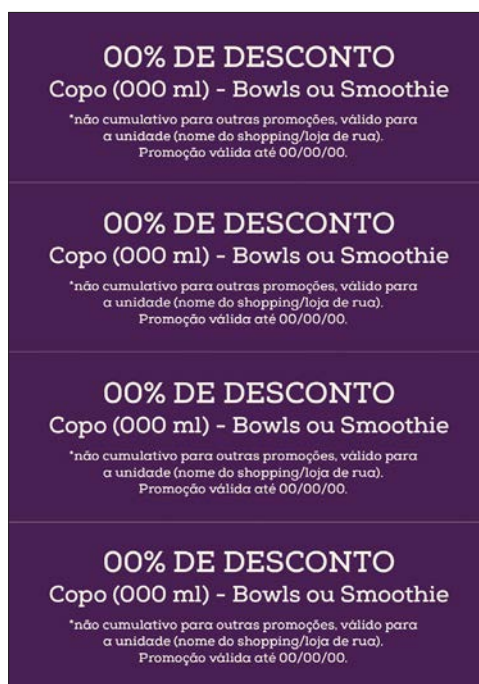 00% DE DESCONTO
Copo (000 ml) - Bowls ou Smoothie
*não cumulativo para outras promoções, válido para
a unidade (nome do shopping/loja de rua).
Promoção válida até 00/00/00.
00% DE DESCONTO
Copo (000 ml) - Bowls ou Smoothie
*não cumulativo para outras promoções, válido para
a unidade (nome do shopping/loja de rua).
Promoção válida até 00/00/00.
00% DE DESCONTO
Copo (000 ml) - Bowls ou Smoothie
*não cumulativo para outras promoções, válido para
a unidade (nome do shopping/loja de rua).
Promoção válida até 00/00/00.
00% DE DESCONTO
Copo (000 ml) - Bowls ou Smoothie
*não cumulativo para outras promoções, válido para
a unidade (nome do shopping/loja de rua).
Promoção válida até 00/00/00.